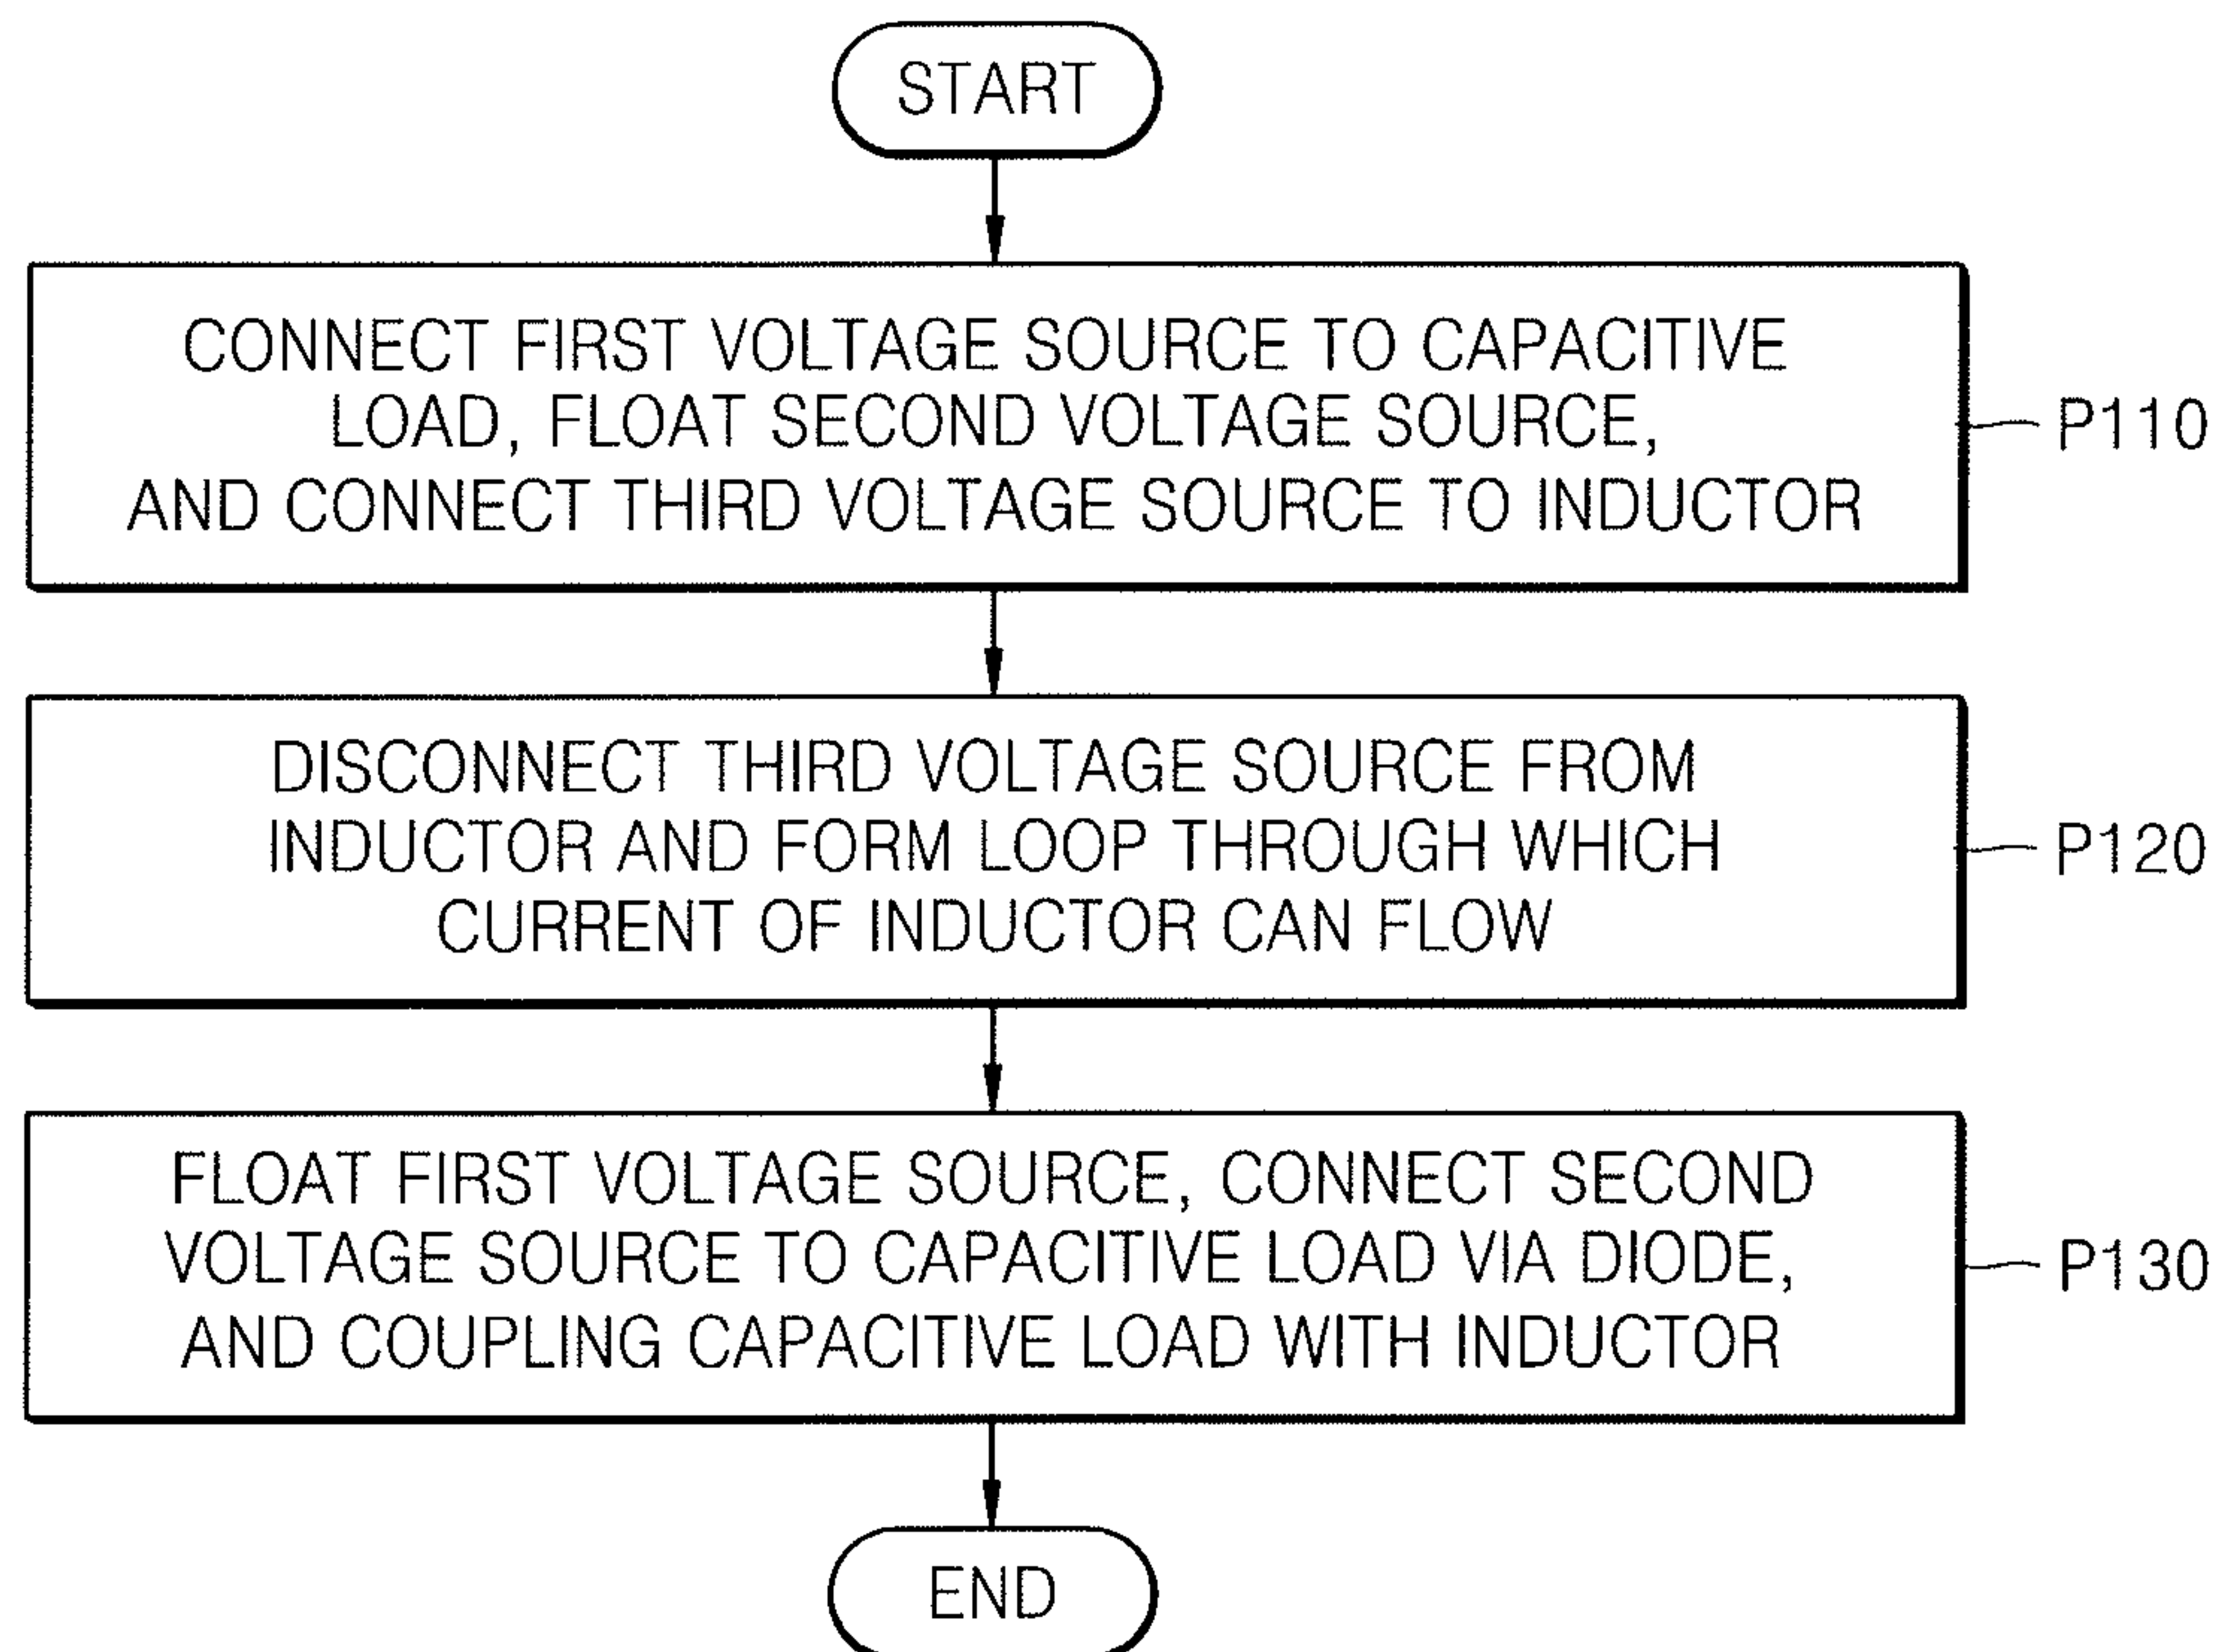 START
CONNECT FIRST VOLTAGE SOURCE TO CAPACITIVE
LOAD, FLOAT SECOND VOLTAGE SOURCE,
AND CONNECT THIRD VOLTAGE SOURCE TO INDUCTOR
P110
DISCONNECT THIRD VOLTAGE SOURCE FROM
INDUCTOR AND FORM LOOP THROUGH WHICH
CURRENT OF INDUCTOR CAN FLOW
P120
FLOAT FIRST VOLTAGE SOURCE, CONNECT SECOND
VOLTAGE SOURCE TO CAPACITIVE LOAD VIA DIODE,
AND COUPLING CAPACITIVE LOAD WITH INDUCTOR
P130
END